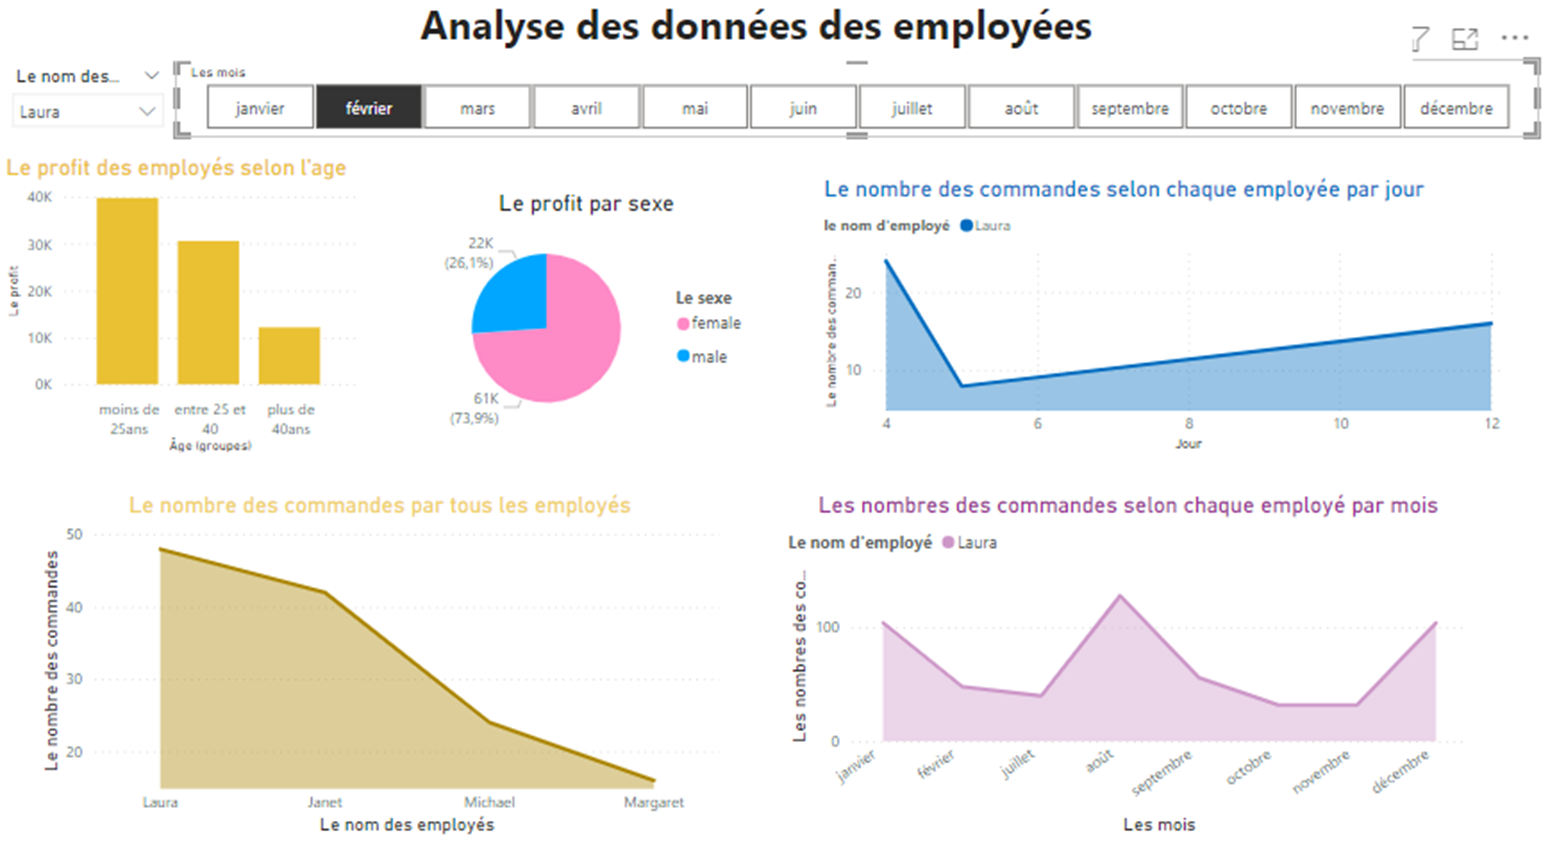 Analyse des données des employées
Le nom des...
Laura
Les mois
janvier
février
mars
avril
mai
juin
juillet
août
septembre
octobre
novembre
décembre
Le profit des employés selon l'age
Le profit
40K
30K
20K
10K
0K
moins de
25ans
entre 25 et
40
plus de
40ans
Âge (groupes)
Le profit par sexe
22K
(26,1%)
61K
(73,9%)
Le sexe
female
male
Le nombre des commandes selon chaque employée par jour
le nom d'employé Laura
Le nombre des comman...
20
10
4 6 8 10 12
Jour
Le nombre des commandes par tous les employés
Le nombre des commandes
50
40
30
20
Laura Janet Michael Margaret
Le nom des employés
Les nombres des commandes selon chaque employé par mois
Le nom d'employé Laura
Les nombres des co...
100
0
janvier
février
juillet
août
septembre
octobre
novembre
décembre
Les mois